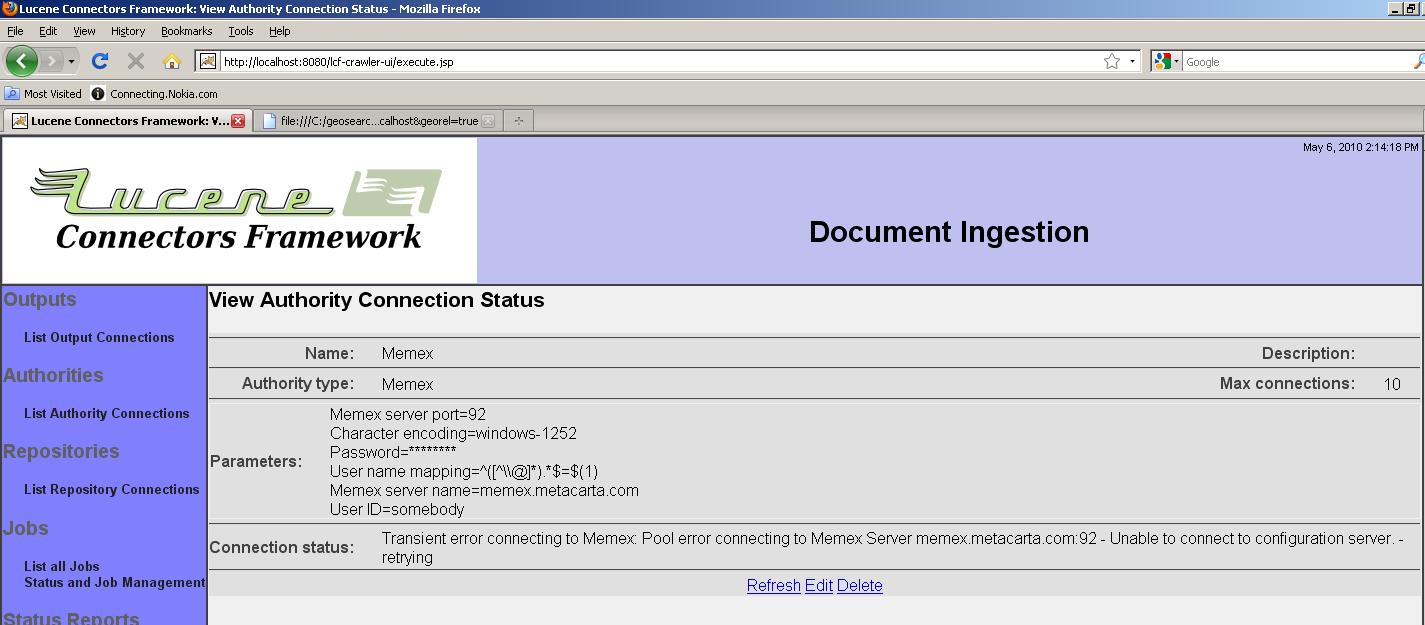 Lucene Connectors Framework: View Authority Connection Status - Mozilla Firefox
File Edit View History Bookmarks Tools Help
http://localhost:8080/lcf-crawler-ui/execute.jsp
Google
Most Visited Connecting.Nokia.com
Lucene Connectors Framework: V... file:///C:/geosearc...calhost&georel=true
May 6, 2010 2:14:18 PM
Lucene
Connectors Framework
Document Ingestion
Outputs
List Output Connections
Authorities
List Authority Connections
Repositories
List Repository Connections
Jobs
List all Jobs
Status and Job Management
Status Reports
View Authority Connection Status
Name: Memex Description:
Authority type: Memex Max connections: 10
Parameters:
Memex server port=92
Character encoding=windows-1252
Password=********
User name mapping=^([^\\@]*).*$=$(1)
Memex server name=memex.metacarta.com
User ID=somebody
Connection status:
Transient error connecting to Memex: Pool error connecting to Memex Server memex.metacarta.com:92 - Unable to connect to configuration server. -
retrying
Refresh Edit Delete